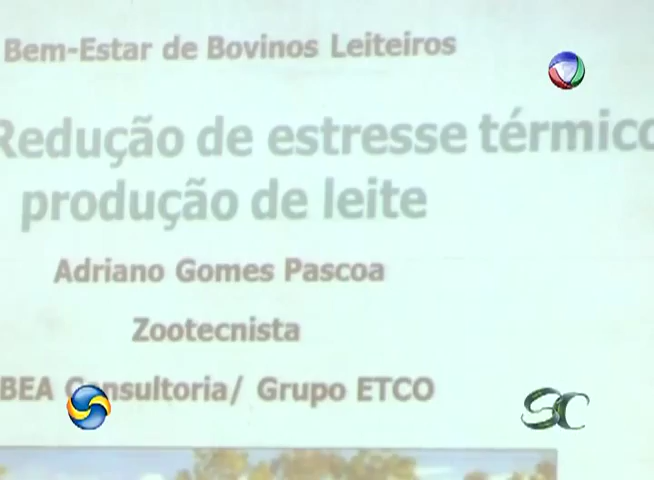 Bem-Estar de Bovinos Leiteiros
Redução de estresse térmico
produção de leite
Adriano Gomes Pascoa
Zootecnista
BEA Consultoria/ Grupo ETCO
SC